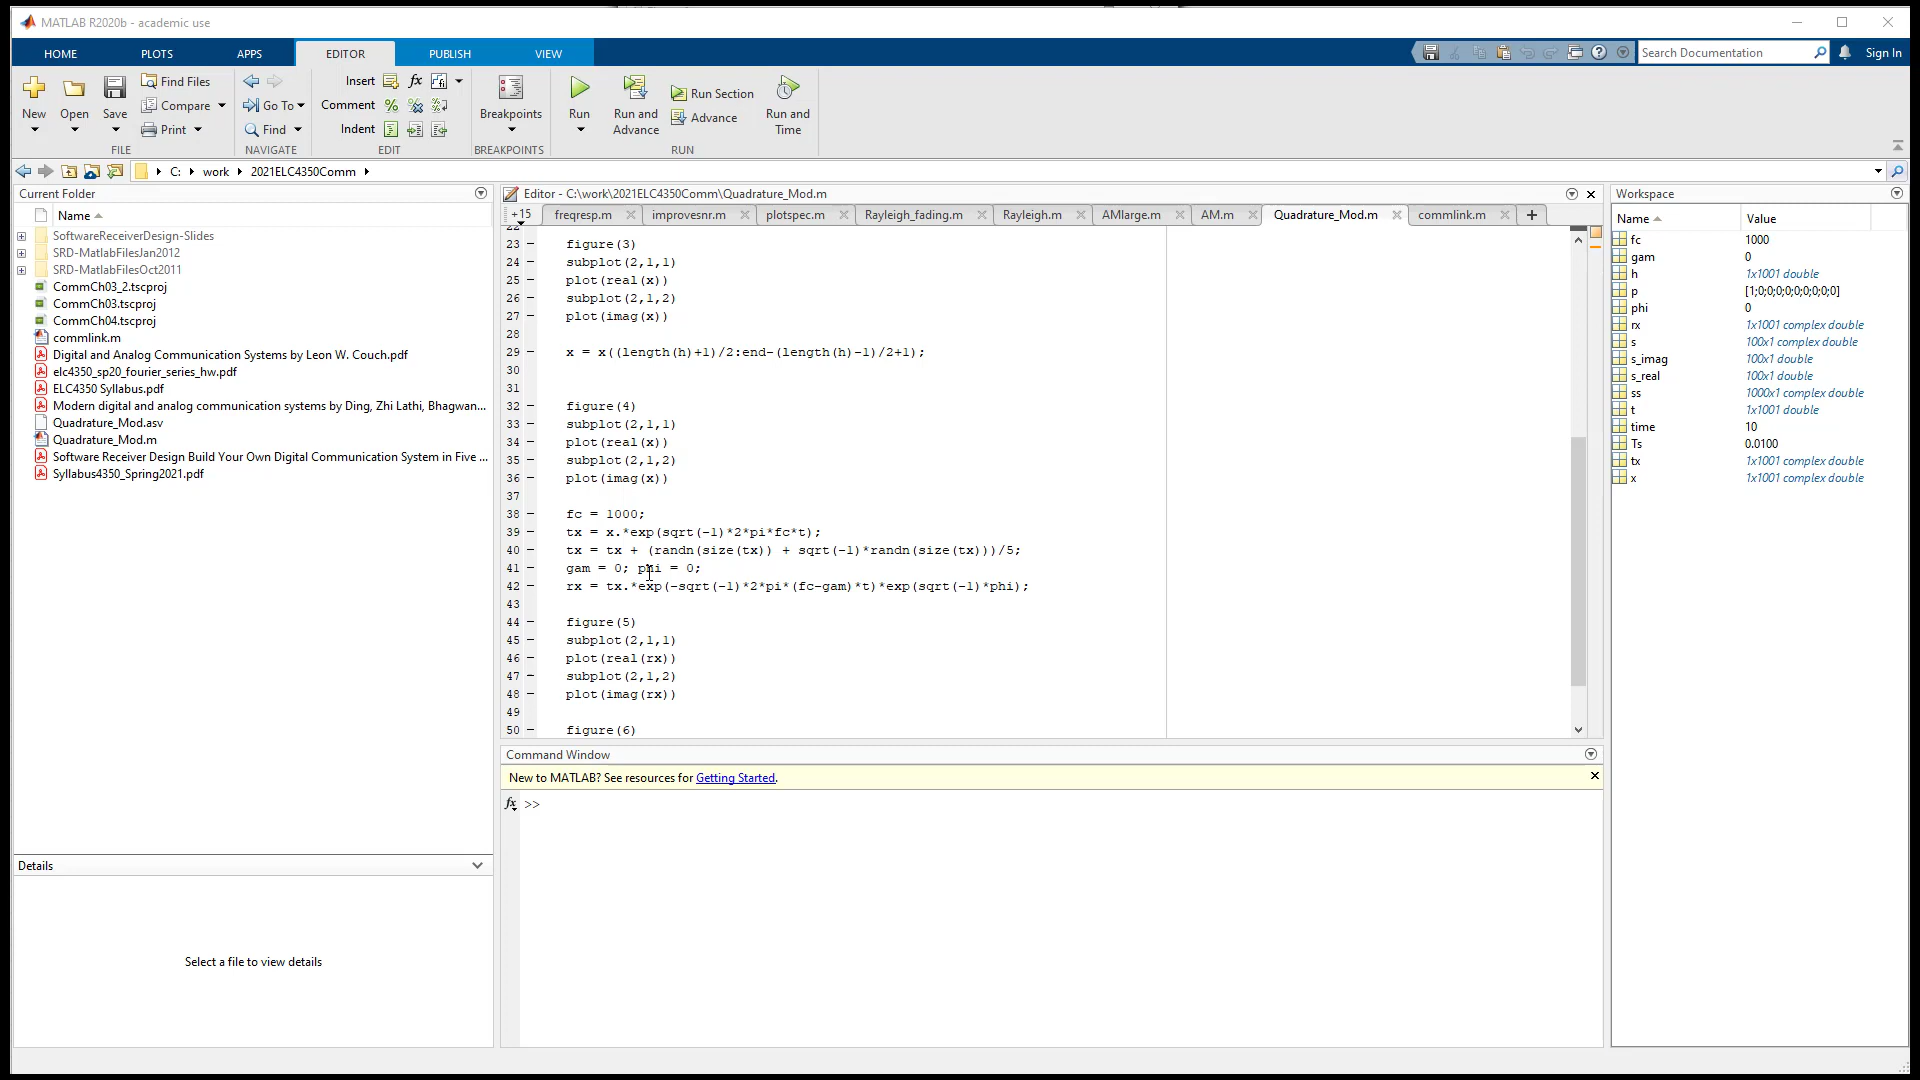 MATLAB R2020b - academic use
HOME PLOTS APPS EDITOR PUBLISH VIEW
Search Documentation
Sign In
New
Open
Save
Find Files
Compare
Print
FILE
Go To
Find
NAVIGATE
Insert
Comment
Indent
EDIT
Breakpoints
BREAKPOINTS
Run
Run and Advance
Run Section
Advance
Run and Time
RUN
C: work 2021ELC4350Comm
Current Folder
Name
SoftwareReceiverDesign-Slides
SRD-MatlabFilesJan2012
SRD-MatlabFilesOct2011
CommCh03_2.tscproj
CommCh03.tscproj
CommCh04.tscproj
commlink.m
Digital and Analog Communication Systems by Leon W. Couch.pdf
elc4350_sp20_fourier_series_hw.pdf
ELC4350 Syllabus.pdf
Modern digital and analog communication systems by Ding, Zhi Lathi, Bhagwan...
Quadrature_Mod.asv
Quadrature_Mod.m
Software Receiver Design Build Your Own Digital Communication System in Five ...
Syllabus4350_Spring2021.pdf
Details
Select a file to view details
Editor - C:\work\2021ELC4350Comm\Quadrature_Mod.m
+15 freqresp.m improvesnr.m plotspec.m Rayleigh_fading.m Rayleigh.m AMlarge.m AM.m Quadrature_Mod.m commlink.m
22
23 - figure(3)
24 - subplot(2,1,1)
25 - plot(real(x))
26 - subplot(2,1,2)
27 - plot(imag(x))
28
29 - x = x((length(h)+1)/2:end-(length(h)-1)/2+1);
30
31
32 - figure(4)
33 - subplot(2,1,1)
34 - plot(real(x))
35 - subplot(2,1,2)
36 - plot(imag(x))
37
38 - fc = 1000;
39 - tx = x.*exp(sqrt(-1)*2*pi*fc*t);
40 - tx = tx + (randn(size(tx)) + sqrt(-1)*randn(size(tx)))/5;
41 - gam = 0; phi = 0;
42 - rx = tx.*exp(-sqrt(-1)*2*pi*(fc-gam)*t)*exp(sqrt(-1)*phi);
43
44 - figure(5)
45 - subplot(2,1,1)
46 - plot(real(rx))
47 - subplot(2,1,2)
48 - plot(imag(rx))
49
50 - figure(6)
Command Window
New to MATLAB? See resources for Getting Started.
fx >>
Workspace
Name Value
fc 1000
gam 0
h 1x1001 double
p [1;0;0;0;0;0;0;0;0;0]
phi 0
rx 1x1001 complex double
s 100x1 complex double
s_imag 100x1 double
s_real 100x1 double
ss 1000x1 complex double
t 1x1001 double
time 10
Ts 0.0100
tx 1x1001 complex double
x 1x1001 complex double